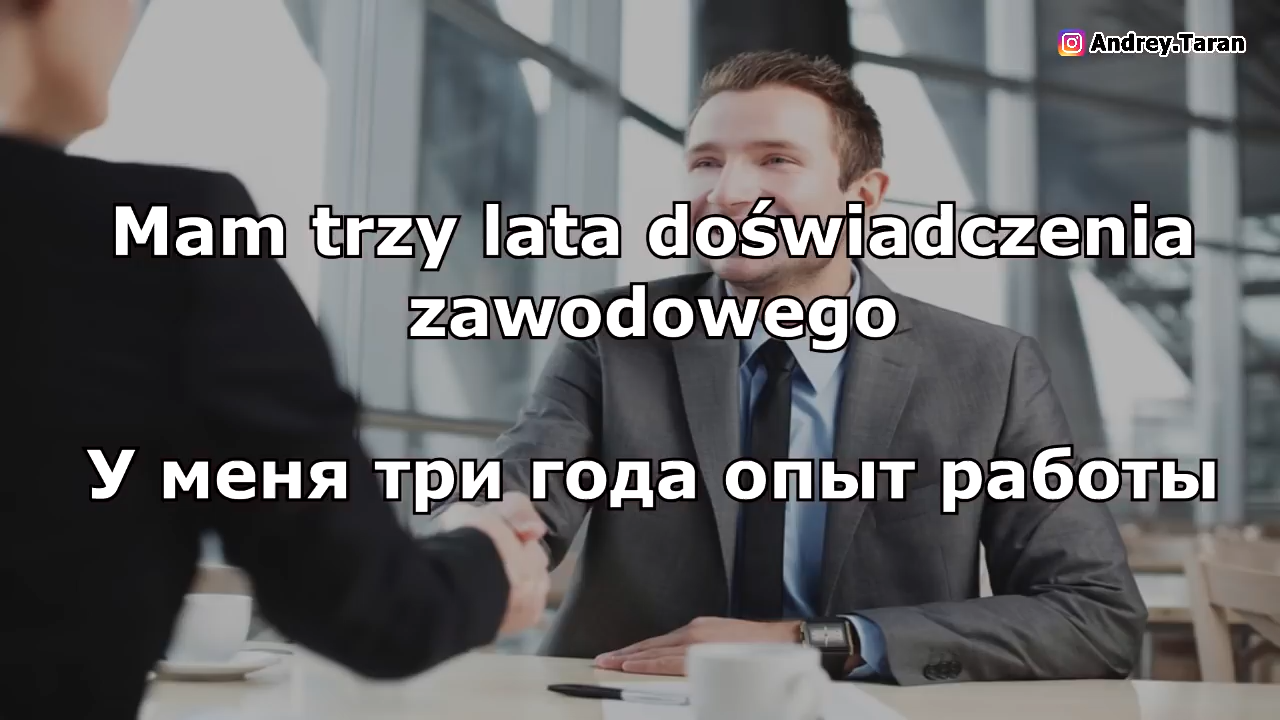 Andrey.Taran
Mam trzy lata doświadczenia
zawodowego
У меня три года опыт работы